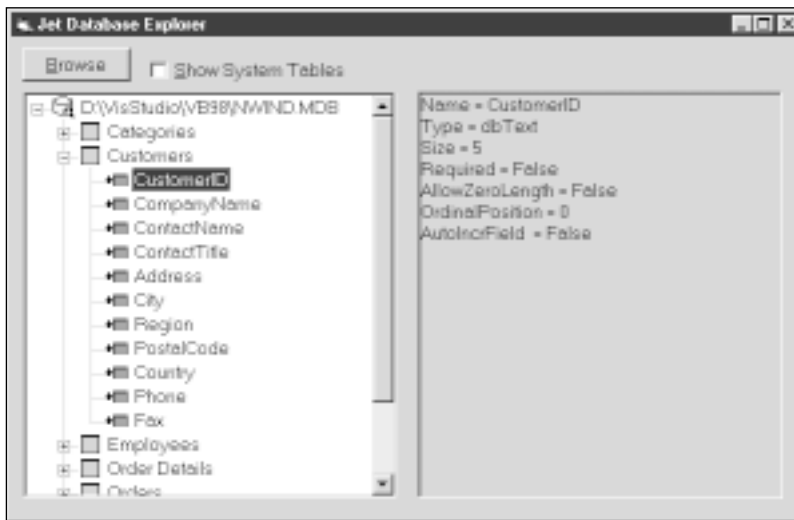 Jet Database Explorer
Browse
Show System Tables
D:\VisStudio\VB98\NWIND.MDB
Categories
Customers
CustomerID
CompanyName
ContactName
ContactTitle
Address
City
Region
PostalCode
Country
Phone
Fax
Employees
Order Details
Orders
Name = CustomerID
Type = dbText
Size = 5
Required = False
AllowZeroLength = False
OrdinalPosition = 0
AutoIncrField = False